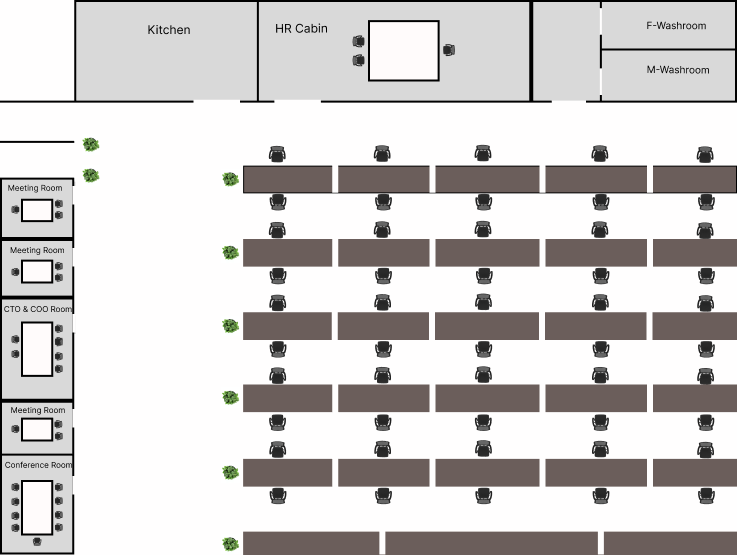 Kitchen
HR Cabin
F-Washroom
M-Washroom
Meeting Room
Meeting Room
CTO & COO Room
Meeting Room
Conference Room